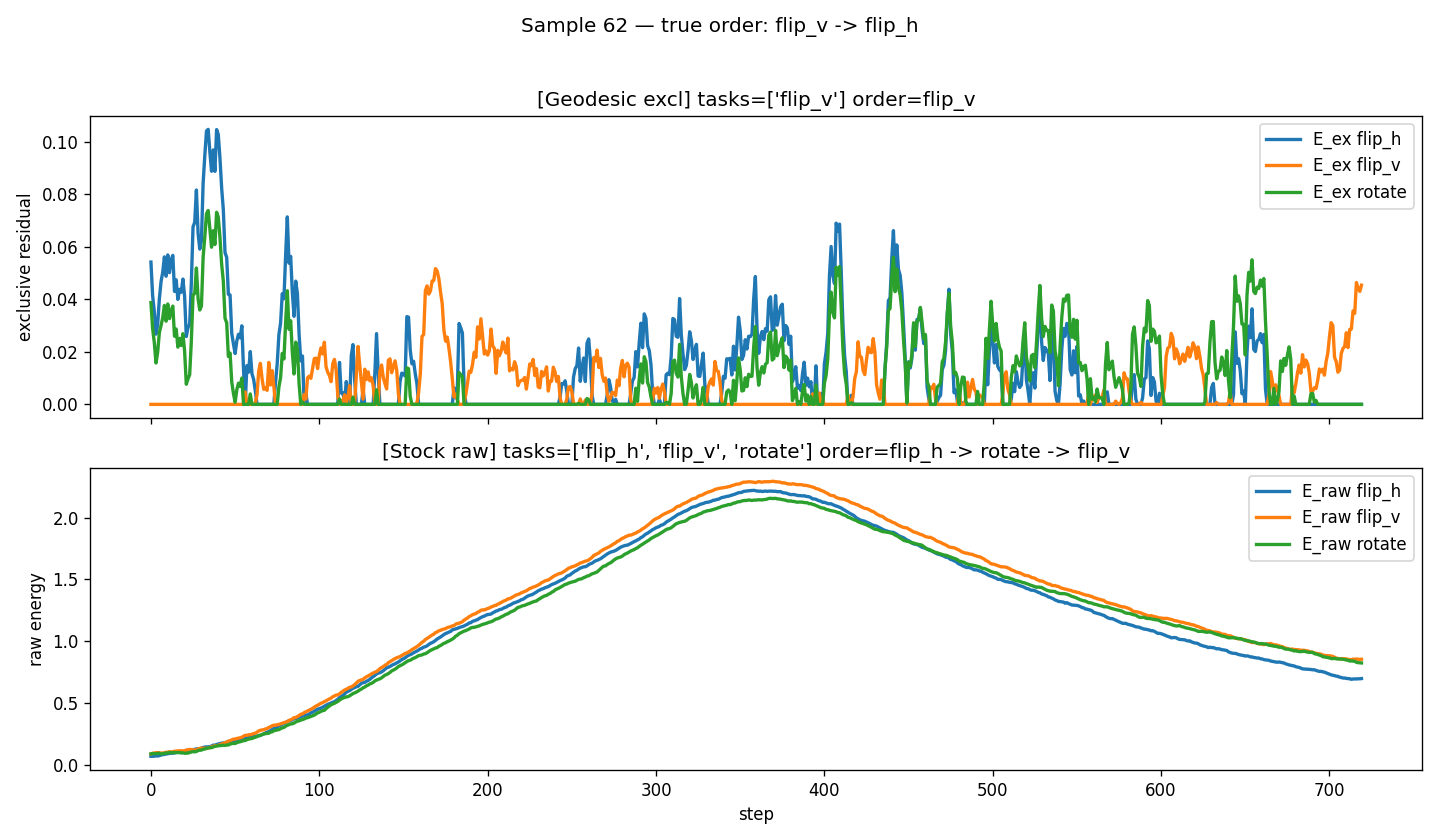 Sample 62 — true order: flip_v -> flip_h
[Geodesic excl] tasks=['flip_v'] order=flip_v
exclusive residual
0.10
0.08
0.06
0.04
0.02
0.00
E_ex flip_h
E_ex flip_v
E_ex rotate
[Stock raw] tasks=['flip_h', 'flip_v', 'rotate'] order=flip_h -> rotate -> flip_v
raw energy
2.0
1.5
1.0
0.5
0.0
E_raw flip_h
E_raw flip_v
E_raw rotate
0 100 200 300 400 500 600 700
step